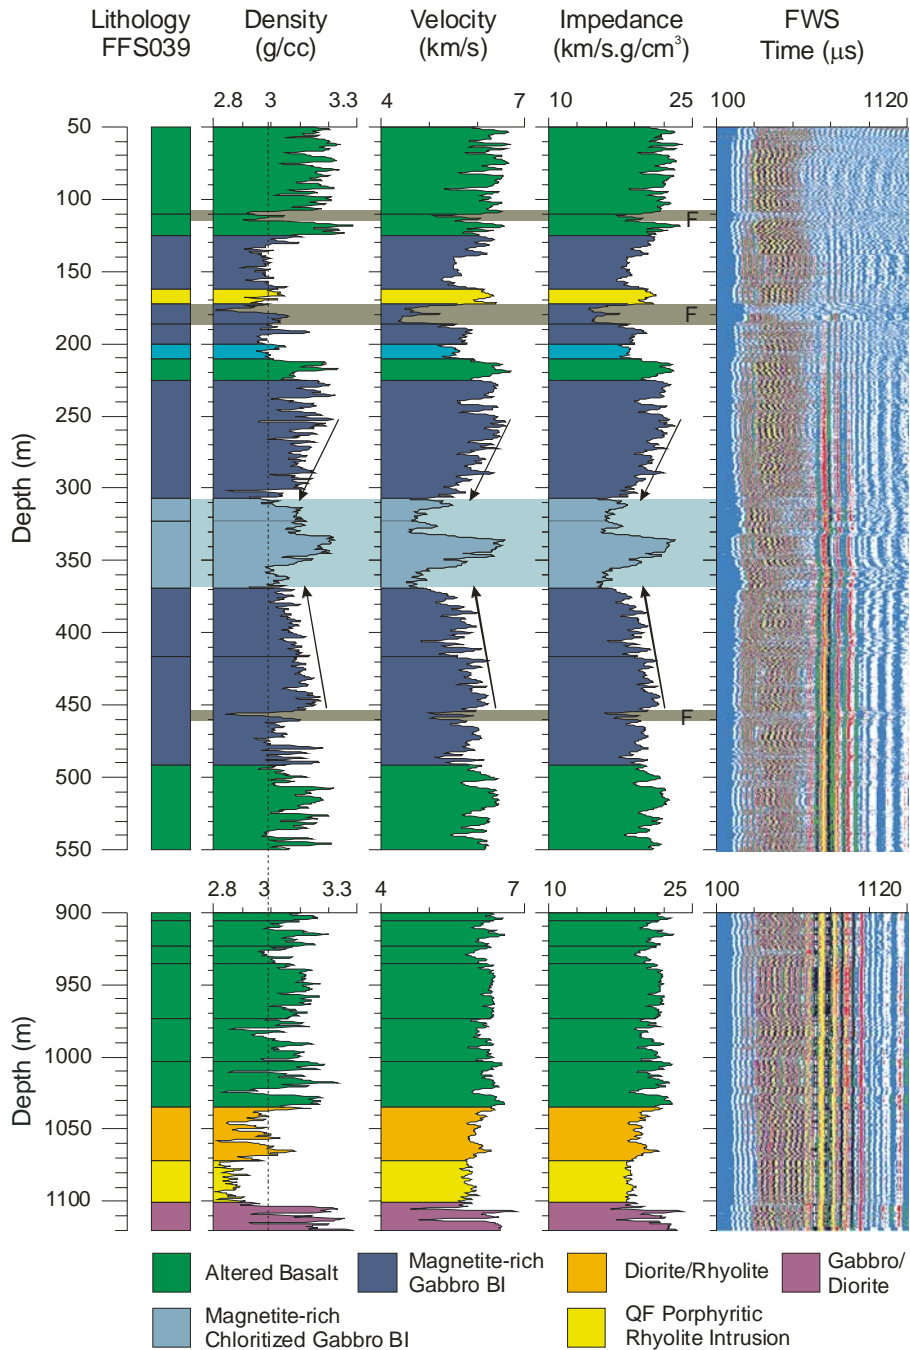 Lithology
FFS039
Density
(g/cc)
Velocity
(km/s)
Impedance
(km/s.g/cm³)
FWS
Time (μs)
2.8 3 3.3 4 7 10 25 100 1120
50
100
F
150
F
200
250
300
350
400
450
F
500
550
Depth (m)
2.8 3 3.3 4 7 10 25 100 1120
900
950
1000
1050
1100
Depth (m)
Altered Basalt
Magnetite-rich
Gabbro BI
Diorite/Rhyolite
Gabbro/
Diorite
Magnetite-rich
Chloritized Gabbro BI
QF Porphyritic
Rhyolite Intrusion